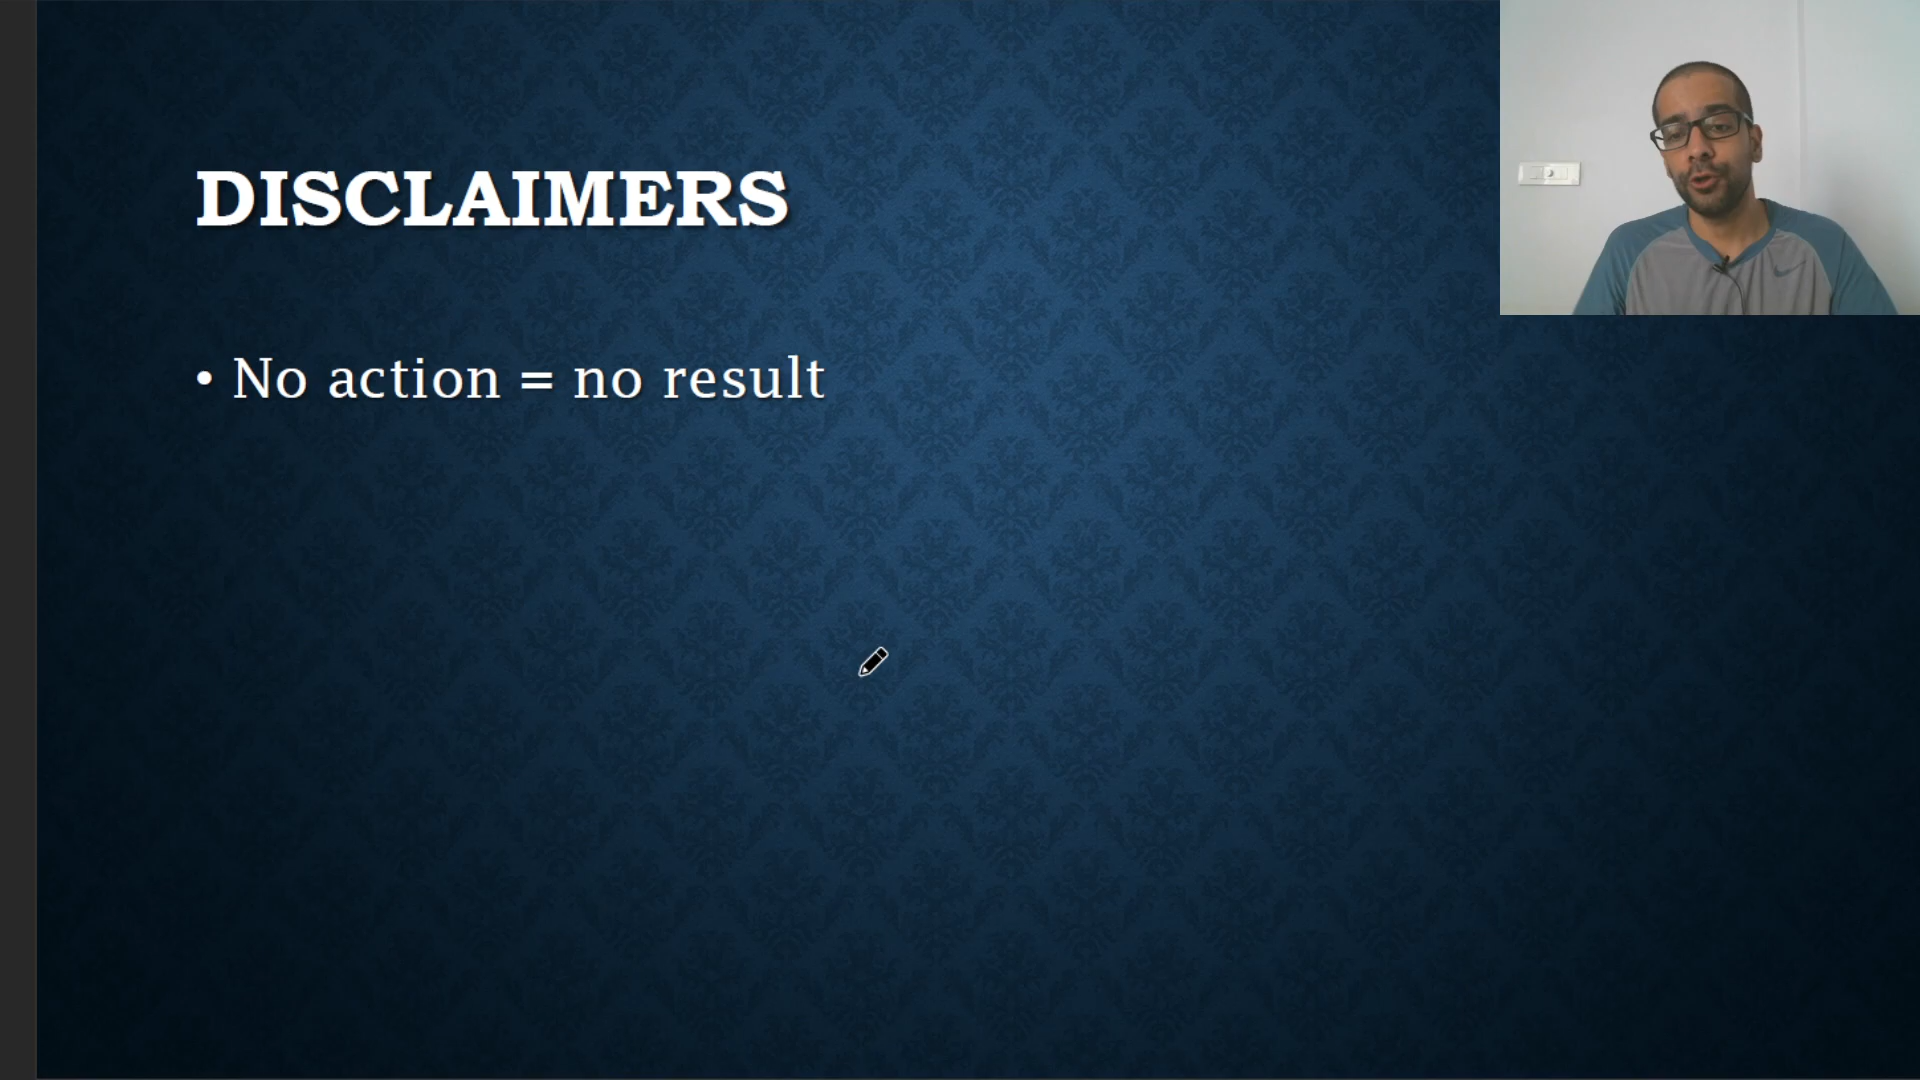 DISCLAIMERS
• No action = no result